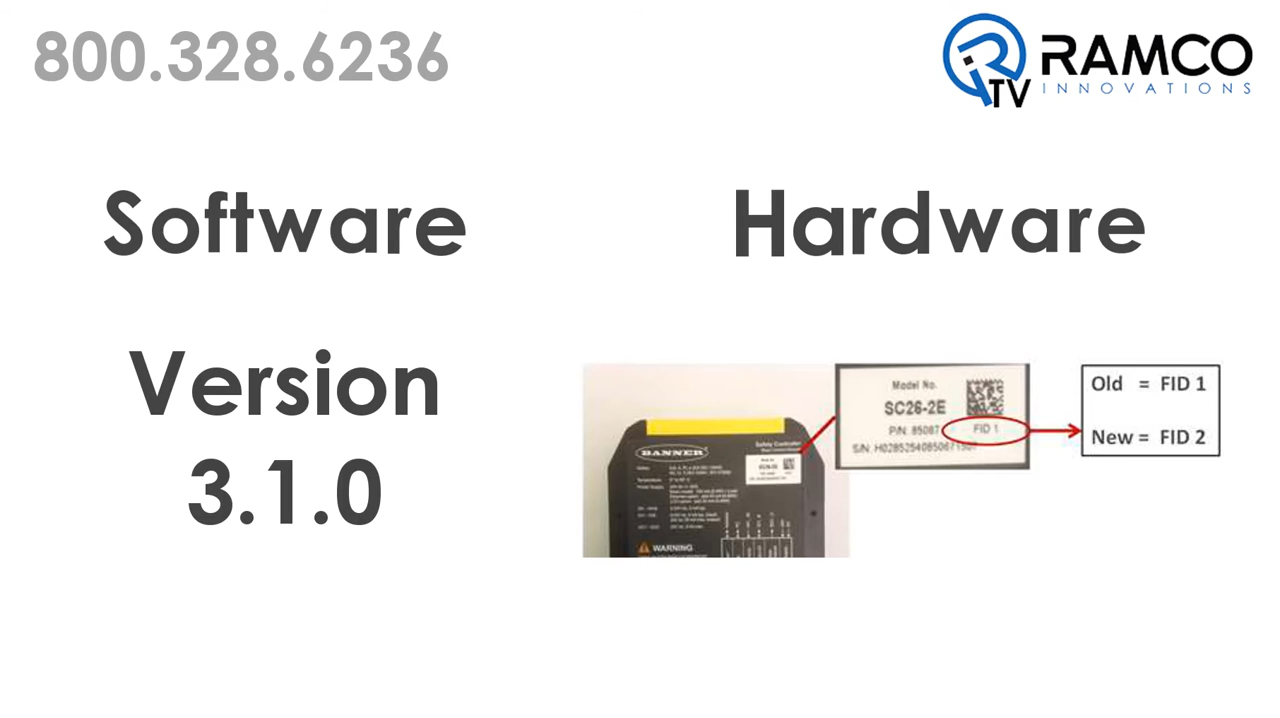 800.328.6236
RAMCO
TV
INNOVATIONS
Software
Hardware
Version
3.1.0
Model No.
SC26-2E
P/N: 85087
FID 1
Old = FID 1
New = FID 2
BANNER
Safety Controller
WARNING